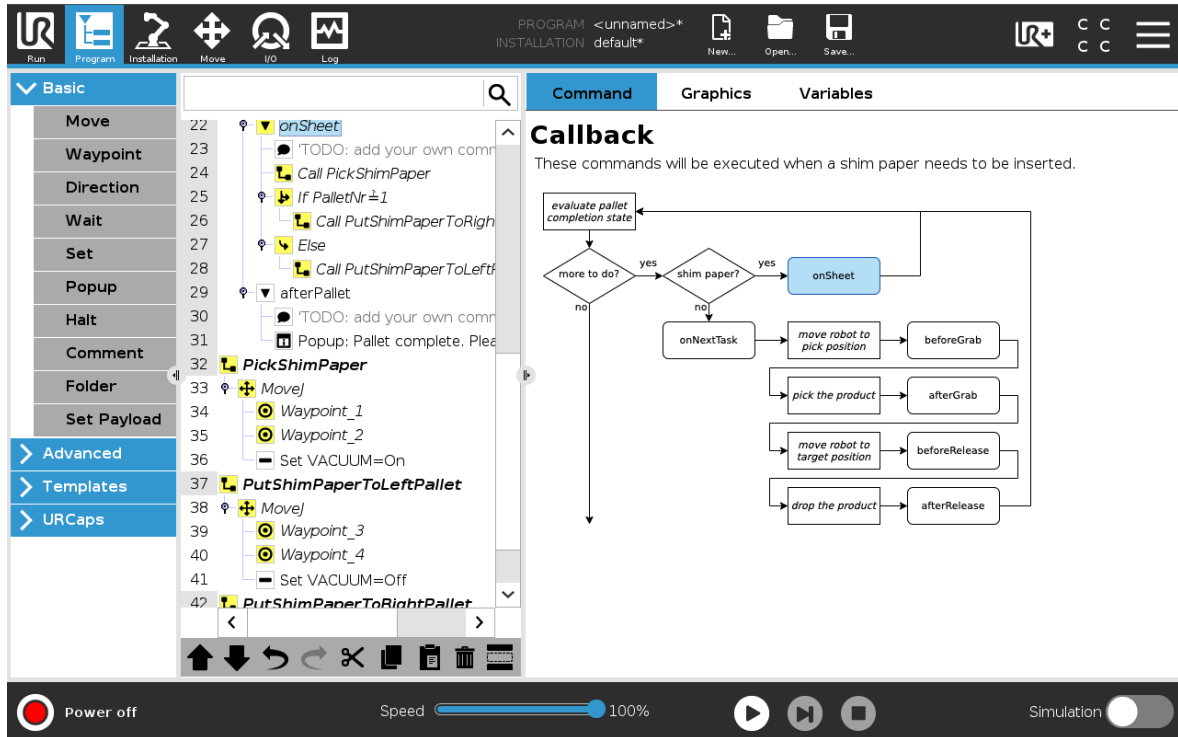 PROGRAM <unnamed>*
INSTALLATION default*
New... Open... Save...
UR+
C C
C C
Run Program Installation Move I/O Log
Basic
Move
Waypoint
Direction
Wait
Set
Popup
Halt
Comment
Folder
Set Payload
Advanced
Templates
URCaps
22 onSheet
23 'TODO: add your own comm
24 Call PickShimPaper
25 If PalletNr≟1
26 Call PutShimPaperToRigh
27 Else
28 Call PutShimPaperToLeft
29 afterPallet
30 'TODO: add your own comm
31 Popup: Pallet complete. Plea
32 PickShimPaper
33 MoveJ
34 Waypoint_1
35 Waypoint_2
36 Set VACUUM=On
37 PutShimPaperToLeftPallet
38 MoveJ
39 Waypoint_3
40 Waypoint_4
41 Set VACUUM=Off
42 PutShimPaperToRightPallet
Command Graphics Variables
Callback
These commands will be executed when a shim paper needs to be inserted.
evaluate pallet
completion state
more to do? yes shim paper? yes onSheet
no no
onNextTask move robot to
pick position beforeGrab
pick the product afterGrab
move robot to
target position beforeRelease
drop the product afterRelease
Power off Speed 100% Simulation